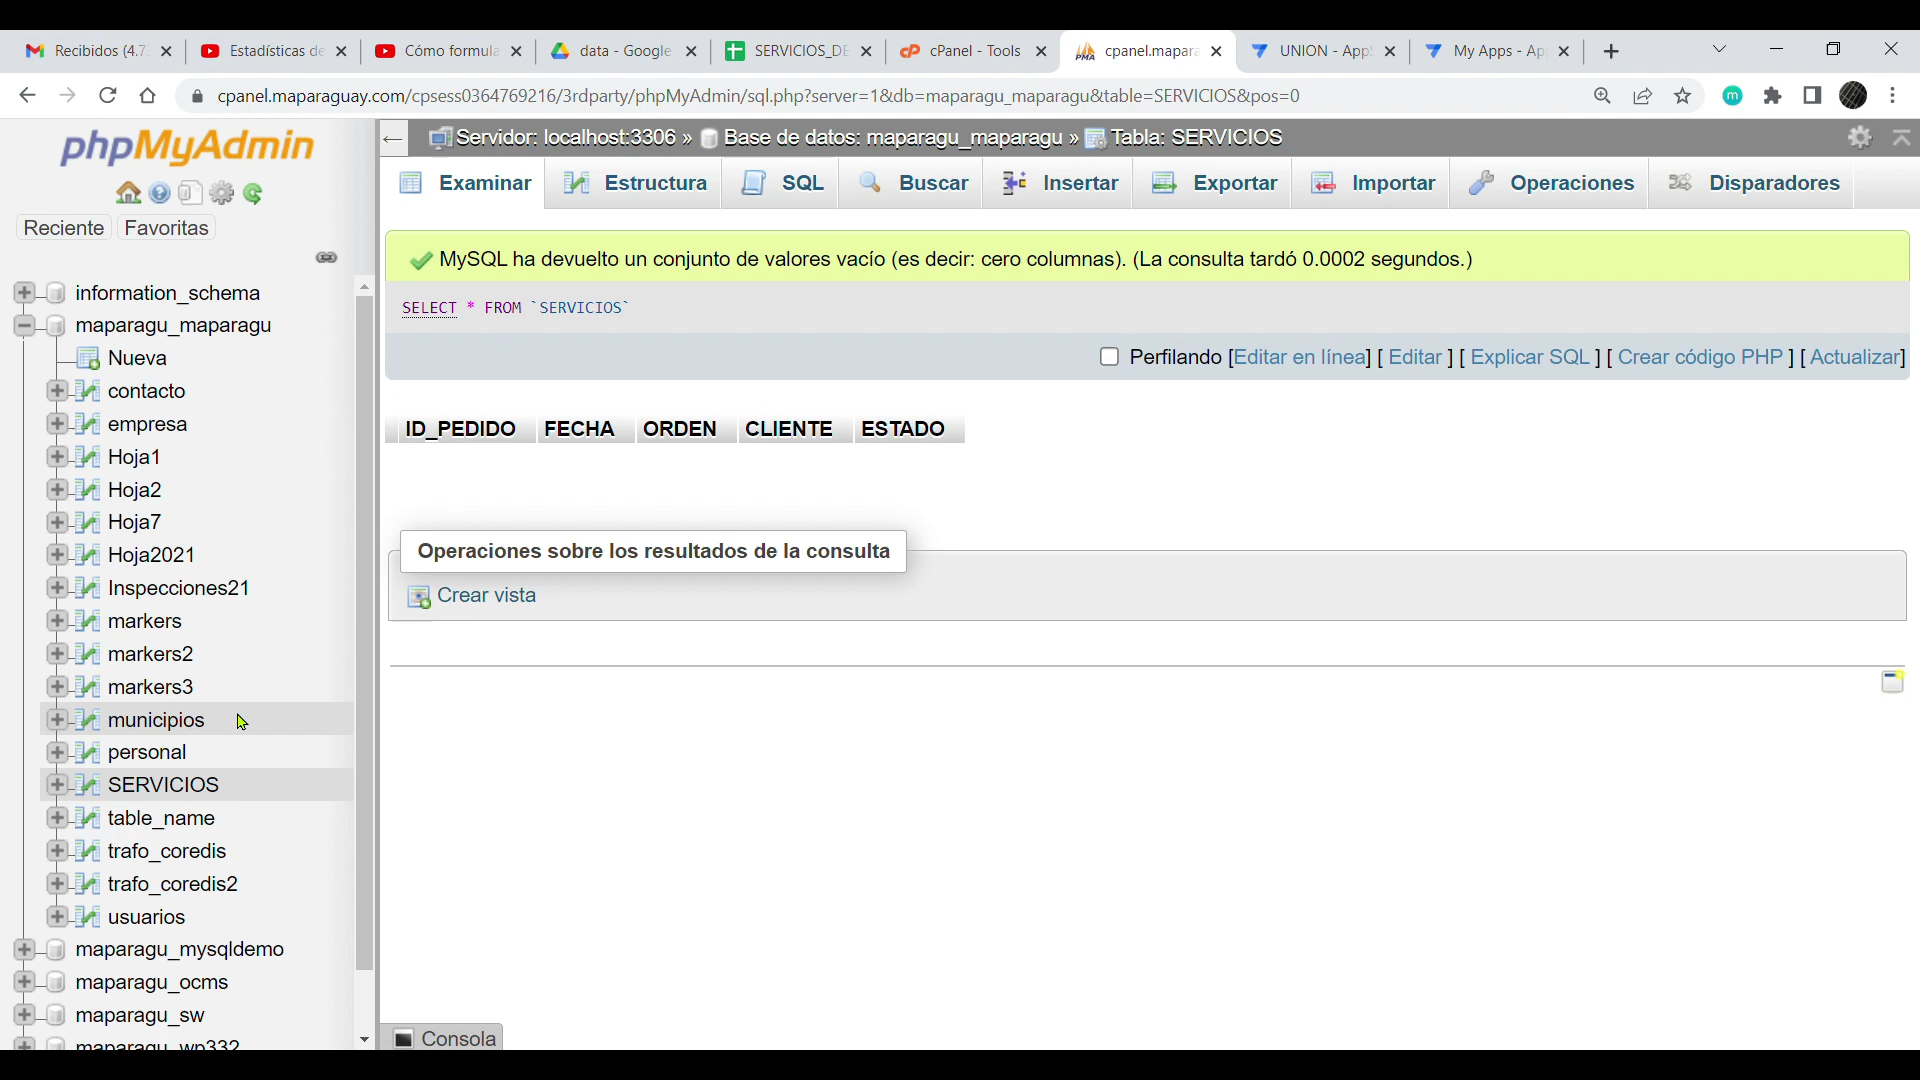 Recibidos (4.7
Estadísticas de
Cómo formula
data - Google
SERVICIOS_DE
cPanel - Tools
cpanel.mapara
UNION - App
My Apps - Ap
cpanel.maparaguay.com/cpsess0364769216/3rdparty/phpMyAdmin/sql.php?server=1&db=maparagu_maparagu&table=SERVICIOS&pos=0
m
phpMyAdmin
Reciente
Favoritas
information_schema
maparagu_maparagu
Nueva
contacto
empresa
Hoja1
Hoja2
Hoja7
Hoja2021
Inspecciones21
markers
markers2
markers3
municipios
personal
SERVICIOS
table_name
trafo_coredis
trafo_coredis2
usuarios
maparagu_mysqldemo
maparagu_ocms
maparagu_sw
maparagu_wp332
Servidor: localhost:3306 » Base de datos: maparagu_maparagu » Tabla: SERVICIOS
Examinar Estructura SQL Buscar Insertar Exportar Importar Operaciones Disparadores
MySQL ha devuelto un conjunto de valores vacío (es decir: cero columnas). (La consulta tardó 0.0002 segundos.)
SELECT * FROM `SERVICIOS`
Perfilando [Editar en línea] [ Editar ] [ Explicar SQL ] [ Crear código PHP ] [ Actualizar]
ID_PEDIDO FECHA ORDEN CLIENTE ESTADO
Operaciones sobre los resultados de la consulta
Crear vista
Consola